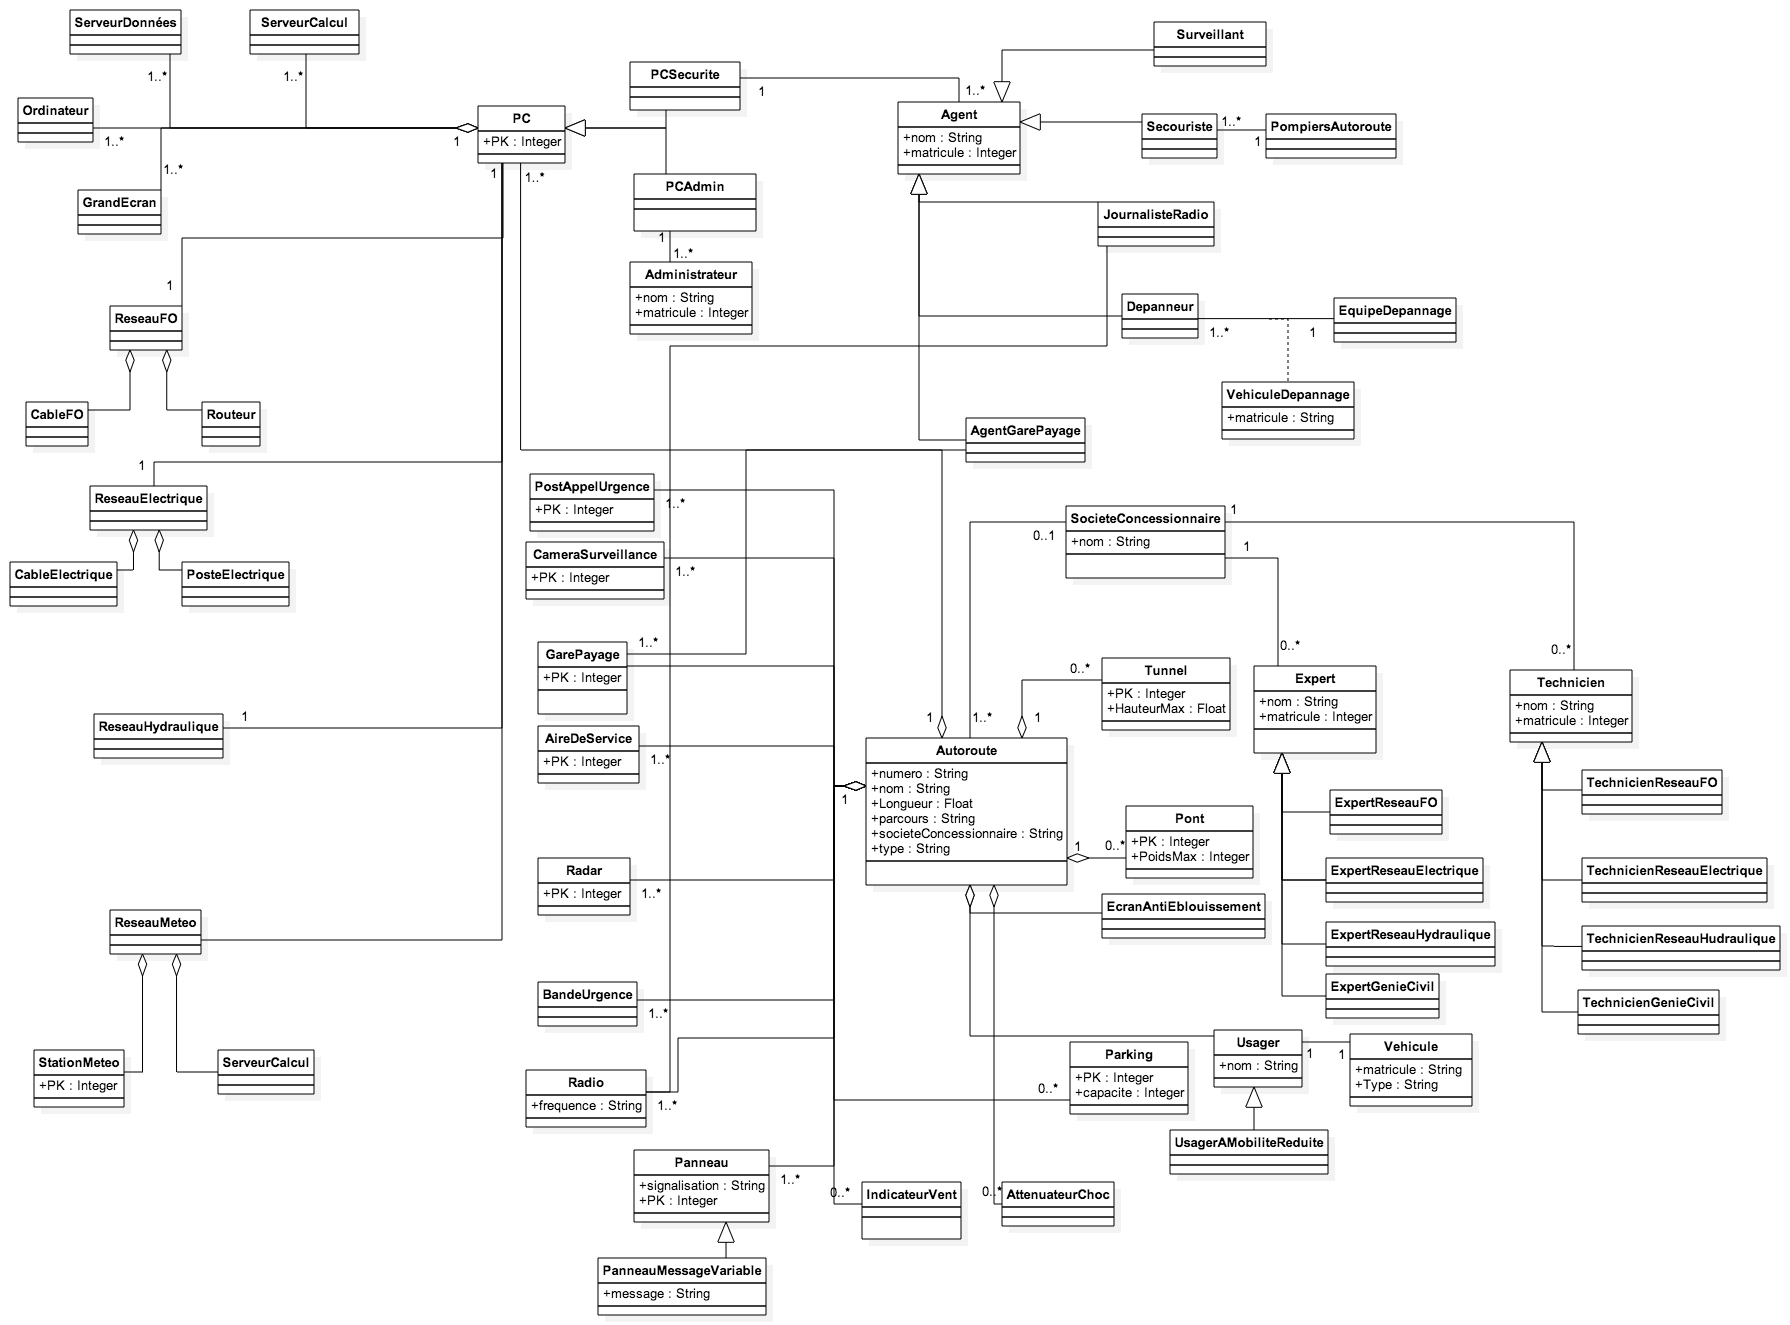 ServeurDonnées
1..*
ServeurCalcul
1..*
Ordinateur
1..*
GrandEcran
1..*
PC
+PK : Integer
1
1
1..*
PCSecurite
1
1..*
PCAdmin
1
1..*
Administrateur
+nom : String
+matricule : Integer
Agent
+nom : String
+matricule : Integer
Surveillant
Secouriste
1..*
1
PompiersAutoroute
JournalisteRadio
Depanneur
1..*
1
EquipeDepannage
VehiculeDepannage
+matricule : String
AgentGarePayage
1
ReseauFO
CableFO
Routeur
1
ReseauElectrique
CableElectrique
PosteElectrique
ReseauHydraulique
1
ReseauMeteo
StationMeteo
+PK : Integer
ServeurCalcul
PostAppelUrgence
+PK : Integer
1..*
CameraSurveillance
+PK : Integer
1..*
GarePayage
+PK : Integer
1..*
AireDeService
+PK : Integer
1..*
Radar
+PK : Integer
1..*
BandeUrgence
1..*
Radio
+frequence : String
1..*
Panneau
+signalisation : String
+PK : Integer
1..*
PanneauMessageVariable
+message : String
SocieteConcessionnaire
+nom : String
0..1
1
1
0..*
0..*
1
1..*
1
0..*
Tunnel
+PK : Integer
+HauteurMax : Float
Autoroute
+numero : String
+nom : String
+Longueur : Float
+parcours : String
+societeConcessionnaire : String
+type : String
1
1
0..*
Pont
+PK : Integer
+PoidsMax : Integer
EcranAntiEblouissement
Expert
+nom : String
+matricule : Integer
ExpertReseauFO
ExpertReseauElectrique
ExpertReseauHydraulique
ExpertGenieCivil
Technicien
+nom : String
+matricule : Integer
TechnicienReseauFO
TechnicienReseauElectrique
TechnicienReseauHudraulique
TechnicienGenieCivil
Parking
+PK : Integer
+capacite : Integer
0..*
Usager
+nom : String
1
1
Vehicule
+matricule : String
+Type : String
UsagerAMobiliteReduite
0..*
IndicateurVent
0..*
AttenuateurChoc